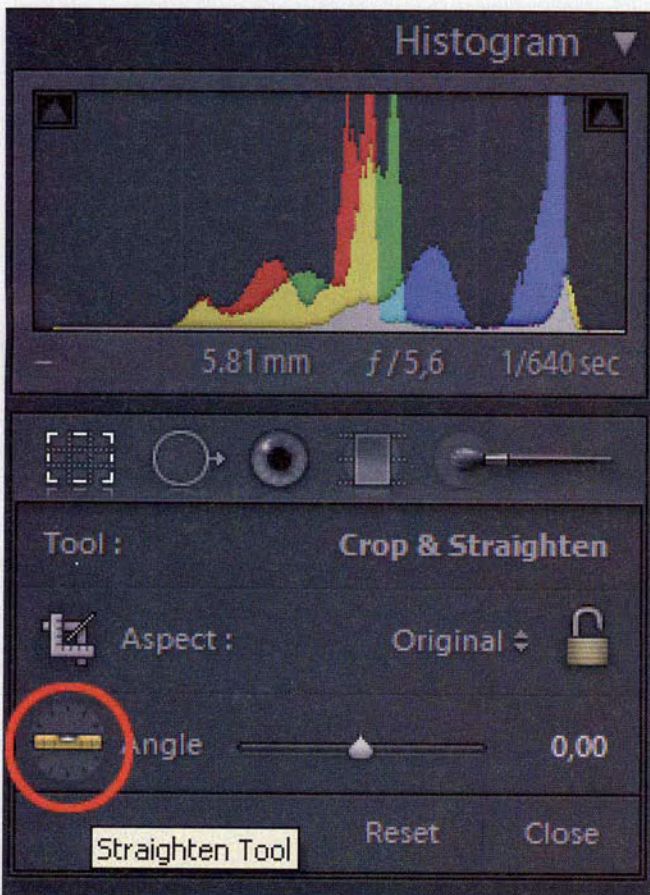 Histogram
– 5.81 mm ƒ/5,6 1/640 sec
Tool : Crop & Straighten
Aspect : Original
Angle 0,00
Straighten Tool Reset Close